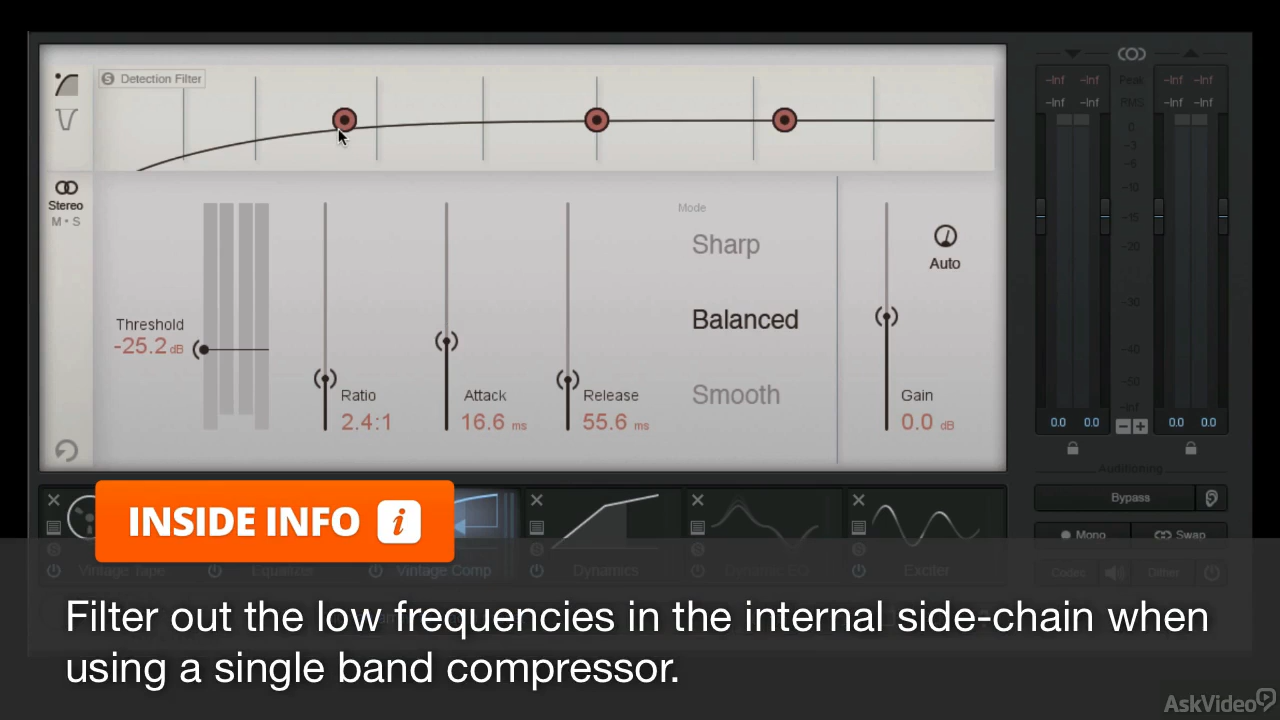 S Detection Filter
Stereo
M • S
Threshold
-25.2 dB
Ratio
2.4:1
Attack
16.6 ms
Release
55.6 ms
Mode
Sharp
Balanced
Smooth
Auto
Gain
0.0 dB
-Inf -Inf Peak -Inf -Inf
-Inf -Inf RMS -Inf -Inf
0
-3
-5
-10
-15
-20
-30
-40
-50
-Inf
0.0 0.0 0.0 0.0
Auditioning
Bypass
Mono Swap
Codec Dither
Vintage Tape Equalizer Vintage Comp Dynamics Dynamic EQ Exciter
INSIDE INFO i
Filter out the low frequencies in the internal side-chain when
using a single band compressor.
AskVideo